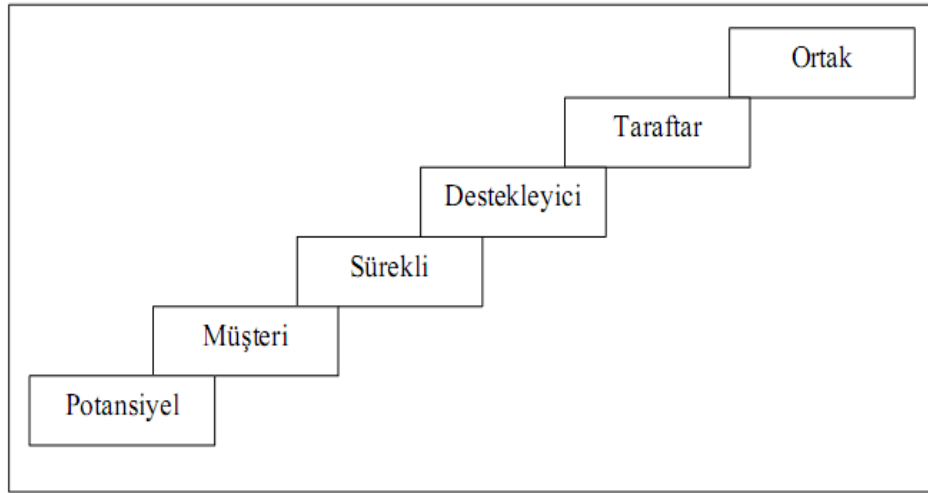 Ortak
Taraftar
Destekleyici
Sürekli
Müşteri
Potansiyel